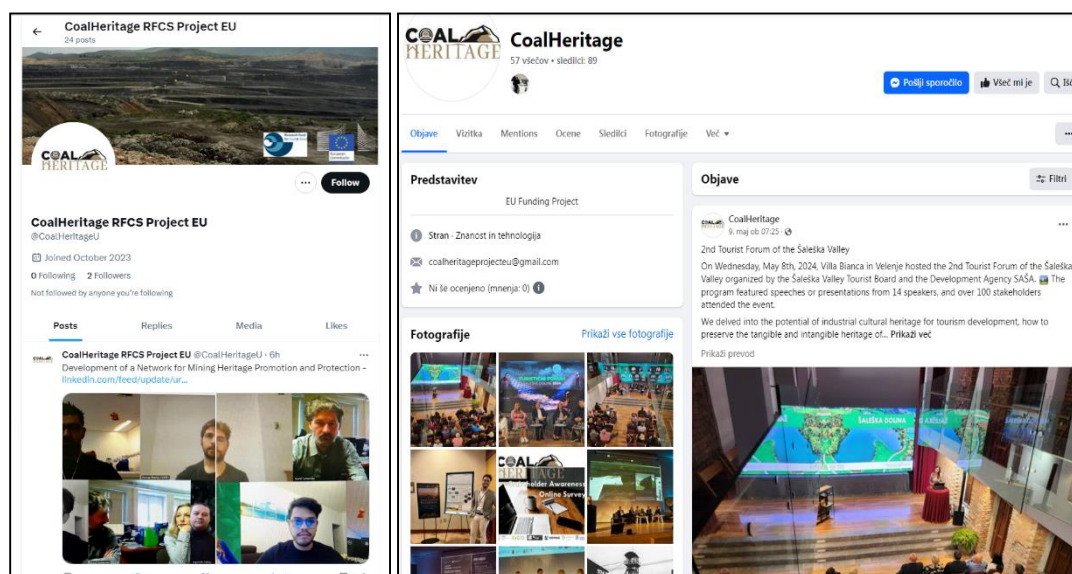 CoalHeritage RFCS Project EU
24 posts
COAL
HERITAGE
Follow
CoalHeritage RFCS Project EU
@CoalHeritageU
Joined October 2023
0 Following 2 Followers
Not followed by anyone you're following
Posts Replies Media Likes
CoalHeritage RFCS Project EU @CoalHeritageU · 6h
Development of a Network for Mining Heritage Promotion and Protection -
linkedin.com/feed/update/ur...
COAL
HERITAGE
CoalHeritage
57 všečov • sledilci: 89
Pošlji sporočilo
Všeč mi je
Objave Vizitka Mentions Ocene Sledilci Fotografije Več
Predstavitev
EU Funding Project
Stran · Znanost in tehnologija
coalheritageprojecteu@gmail.com
Ni še ocenjeno (mnenja: 0)
Fotografije
Prikaži vse fotografije
COAL
HERITAGE
Stakeholder Awareness
Online Survey
Objave
Filtri
CoalHeritage
9. maj ob 07:25 ·
2nd Tourist Forum of the Šaleška Valley
On Wednesday, May 8th, 2024, Villa Bianca in Velenje hosted the 2nd Tourist Forum of the Šaleška
Valley organized by the Šaleška Valley Tourist Board and the Development Agency SAŠA. The
program featured speeches or presentations from 14 speakers, and over 100 stakeholders
attended the event.
We delved into the potential of industrial cultural heritage for tourism development, how to
preserve the tangible and intangible heritage of... Prikaži več
Prikaži prevod
ŠALEŠKA DOLINA